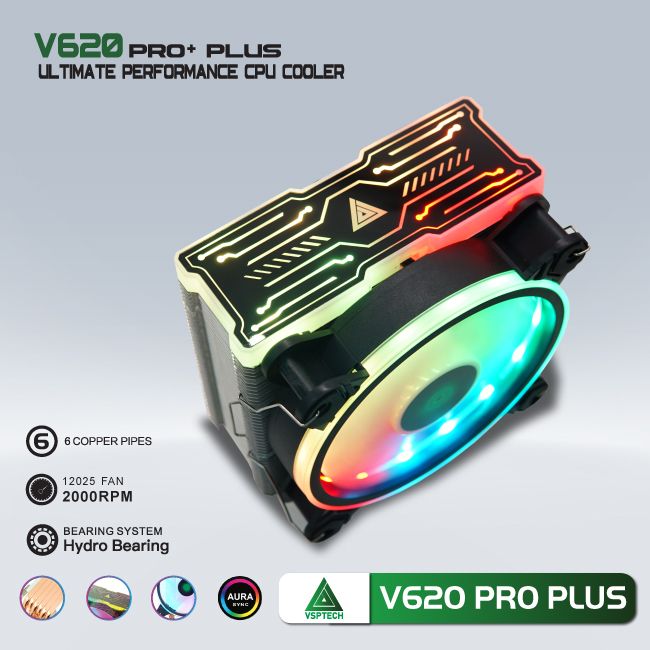 V620 PRO+ PLUS
ULTIMATE PERFORMANCE CPU COOLER
6
6 COPPER PIPES
12025 FAN
2000RPM
BEARING SYSTEM
Hydro Bearing
AURA
SYNC
VSPTECH
V620 PRO PLUS